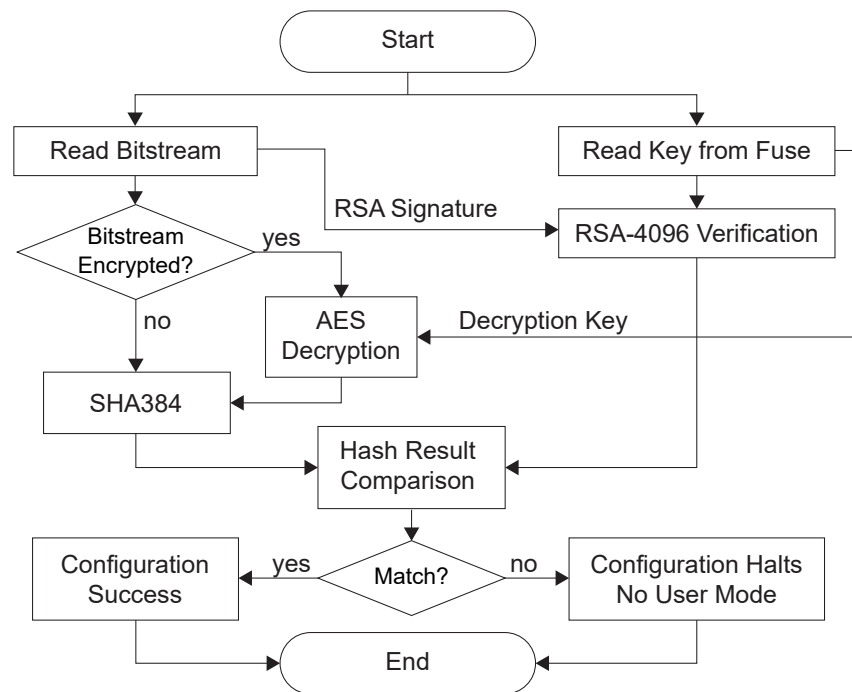 Start
Read Bitstream
Read Key from Fuse
RSA Signature
RSA-4096 Verification
Bitstream
Encrypted?
yes
no
AES
Decryption
Decryption Key
SHA384
Hash Result
Comparison
Configuration
Success
yes
Match?
no
Configuration Halts
No User Mode
End